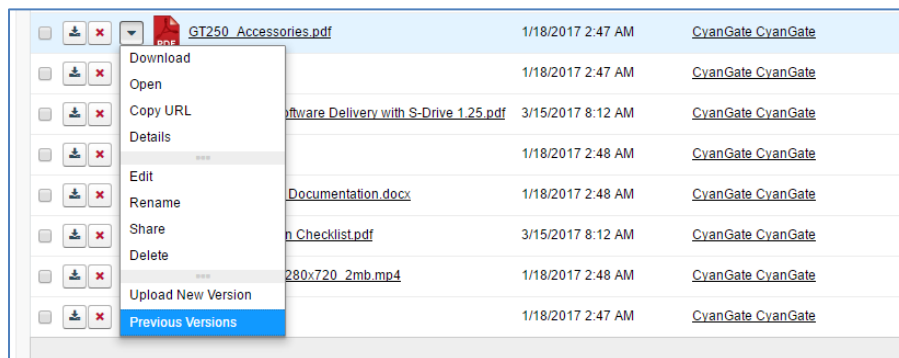 GT250_Accessories.pdf 1/18/2017 2:47 AM CyanGate CyanGate
PDF
Download
1/18/2017 2:47 AM CyanGate CyanGate
Open
Copy URL
Software Delivery with S-Drive 1.25.pdf 3/15/2017 8:12 AM CyanGate CyanGate
Details
1/18/2017 2:48 AM CyanGate CyanGate
Edit
Documentation.docx 1/18/2017 2:48 AM CyanGate CyanGate
Rename
Share
n Checklist.pdf 3/15/2017 8:12 AM CyanGate CyanGate
Delete
280x720_2mb.mp4 1/18/2017 2:48 AM CyanGate CyanGate
Upload New Version
Previous Versions
1/18/2017 2:47 AM CyanGate CyanGate